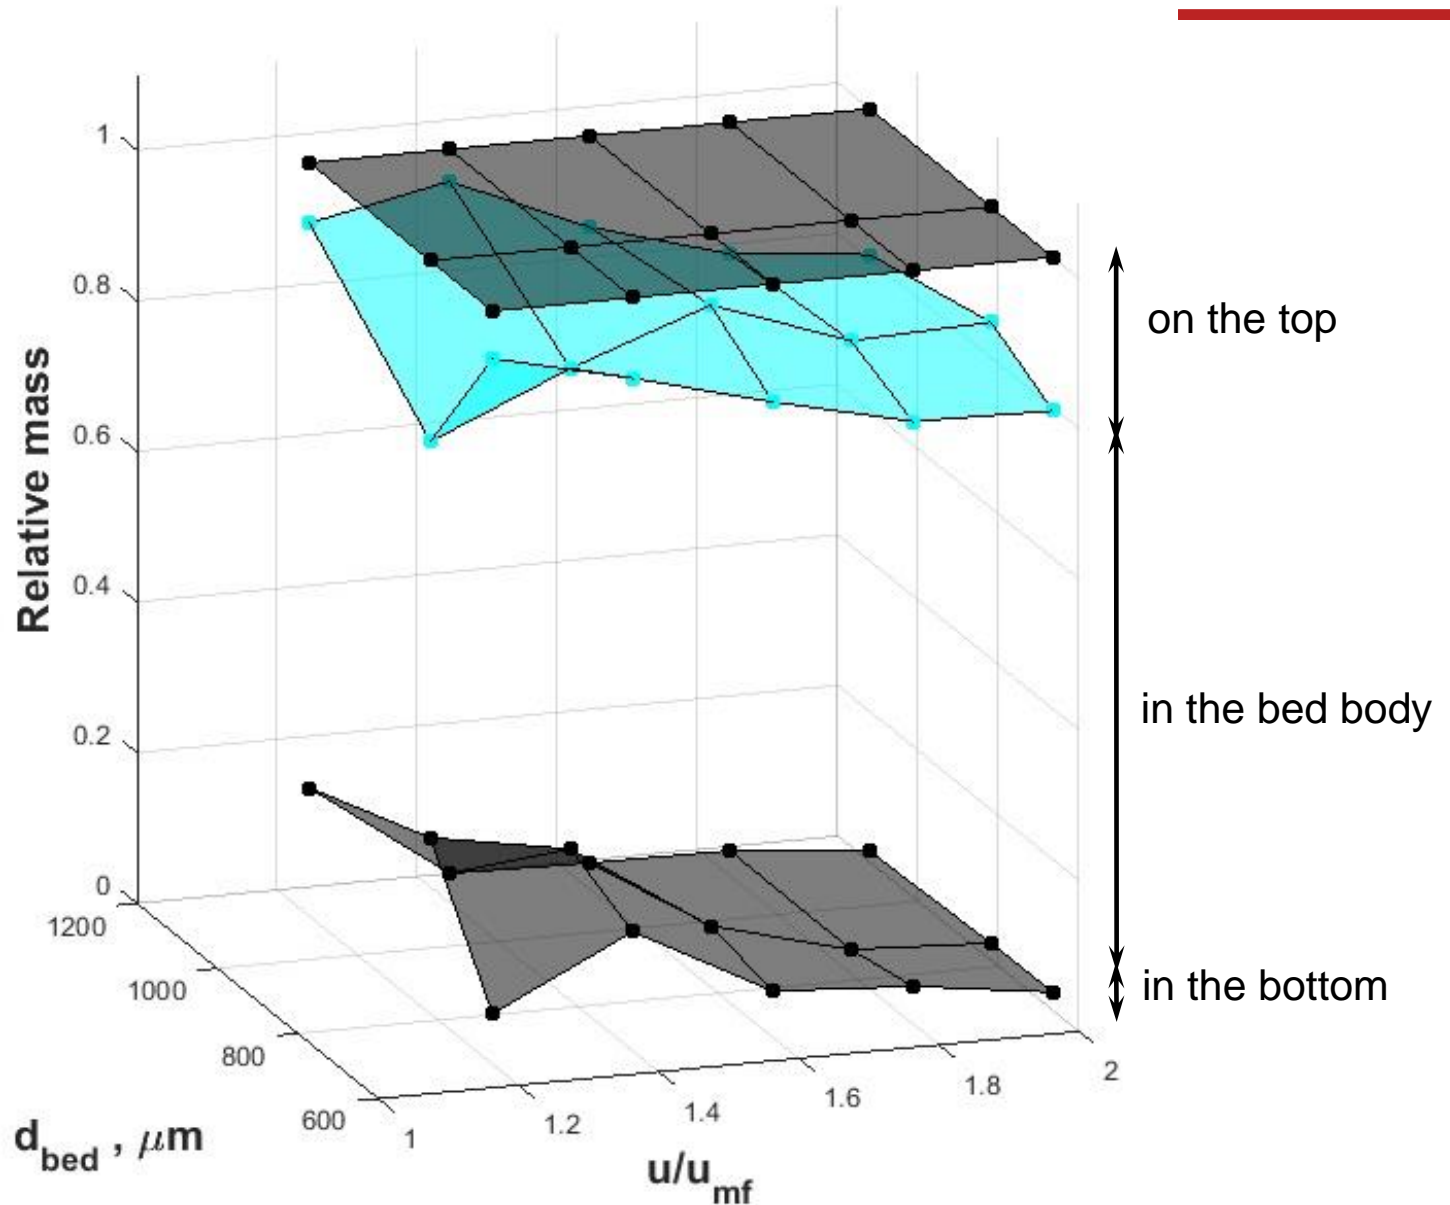 1
0.8
0.6
0.4
0.2
0
Relative mass
1200
1000
800
600
d_bed , μm
1
1.2
1.4
1.6
1.8
2
u/u_mf
on the top
in the bed body
in the bottom